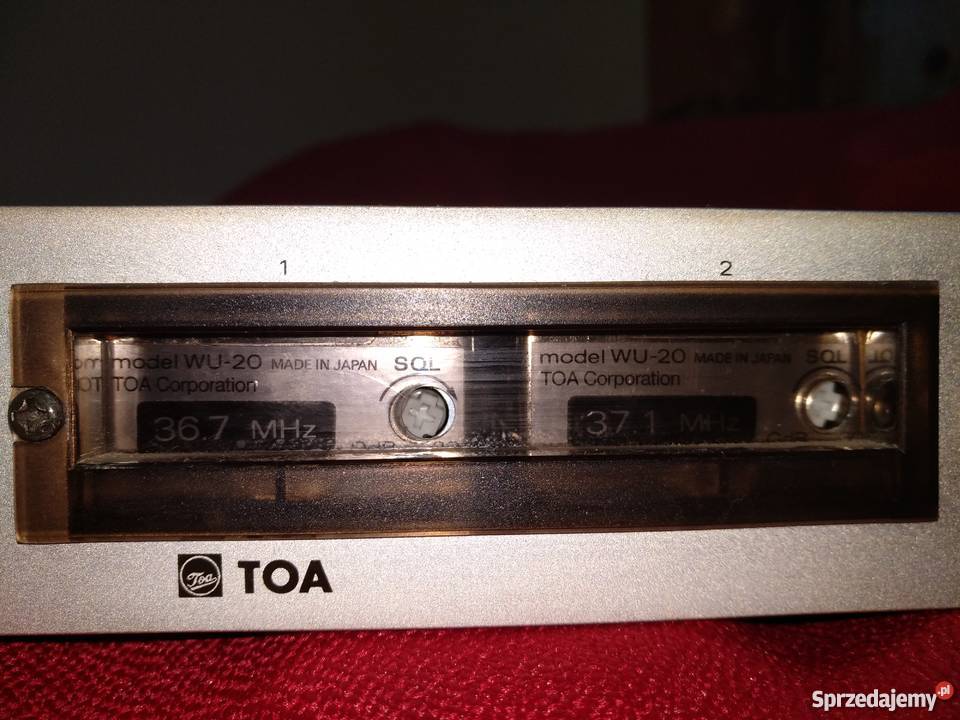 1
2
model WU-20 MADE IN JAPAN SQL
TOA Corporation
36.7 MHz
model WU-20 MADE IN JAPAN SQL
TOA Corporation
37.1 MHz
Toa TOA
Sprzedajemy.pl